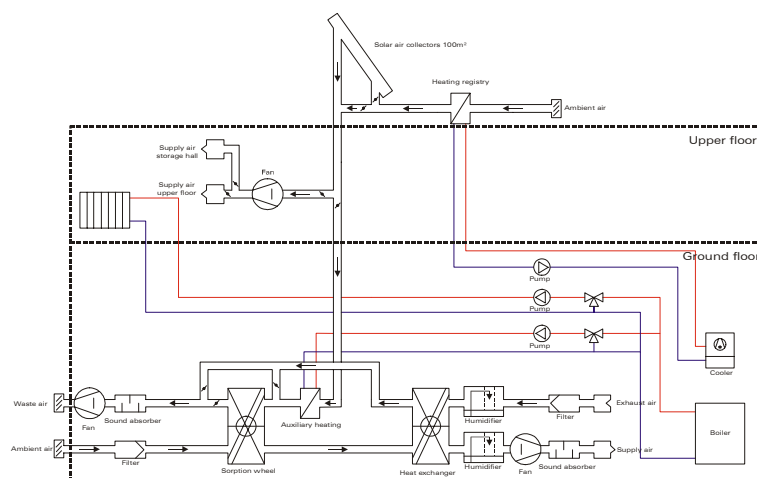 Solar air collectors 100m²
Heating registry
Ambient air
Upper floor
Supply air
storage hall
Fan
Supply air
upper floor
Ground floor
Pump
Pump
Pump
Cooler
Waste air
Fan
Sound absorber
Auxiliary heating
Humidifier
Filter
Exhaust air
Boiler
Ambient air
Filter
Sorption wheel
Heat exchanger
Humidifier
Fan
Sound absorber
Supply air